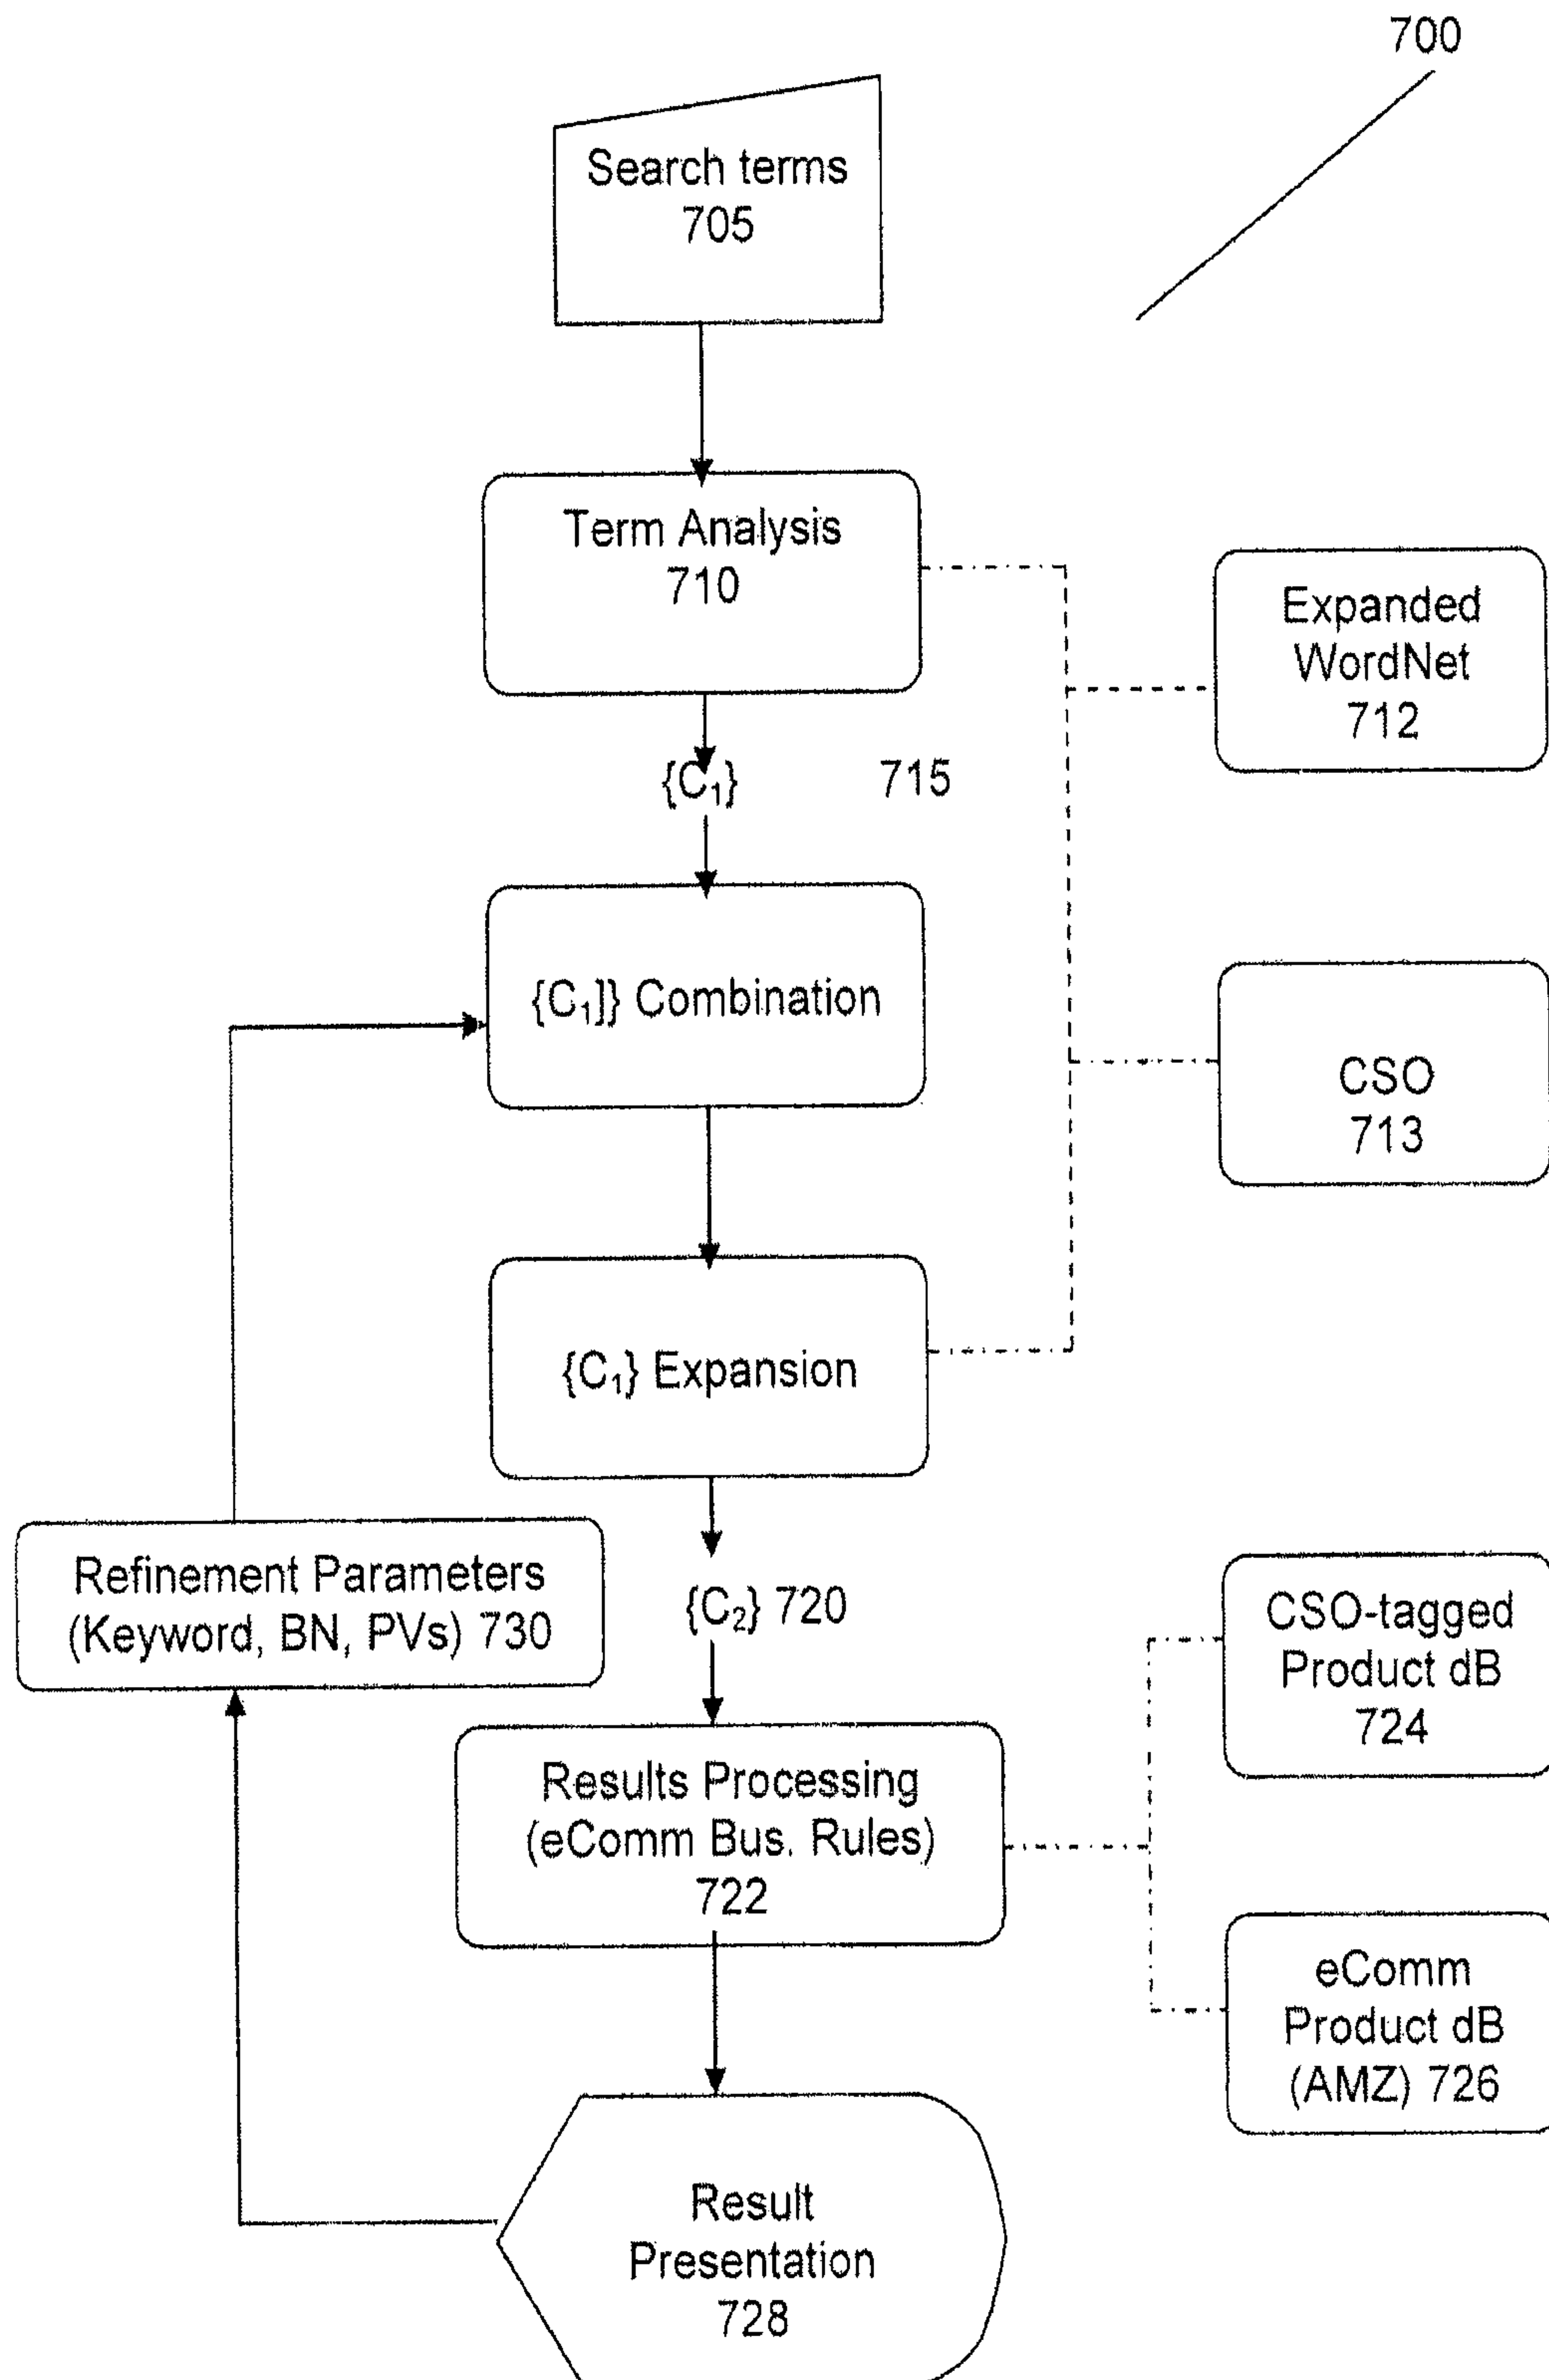 700
Search terms
705
Term Analysis
710
Expanded
WordNet
712
{C₁}
715
{C₁]} Combination
CSO
713
{C₁} Expansion
Refinement Parameters
(Keyword, BN, PVs) 730
{C₂} 720
CSO-tagged
Product dB
724
Results Processing
(eComm Bus. Rules)
722
eComm
Product dB
(AMZ) 726
Result
Presentation
728